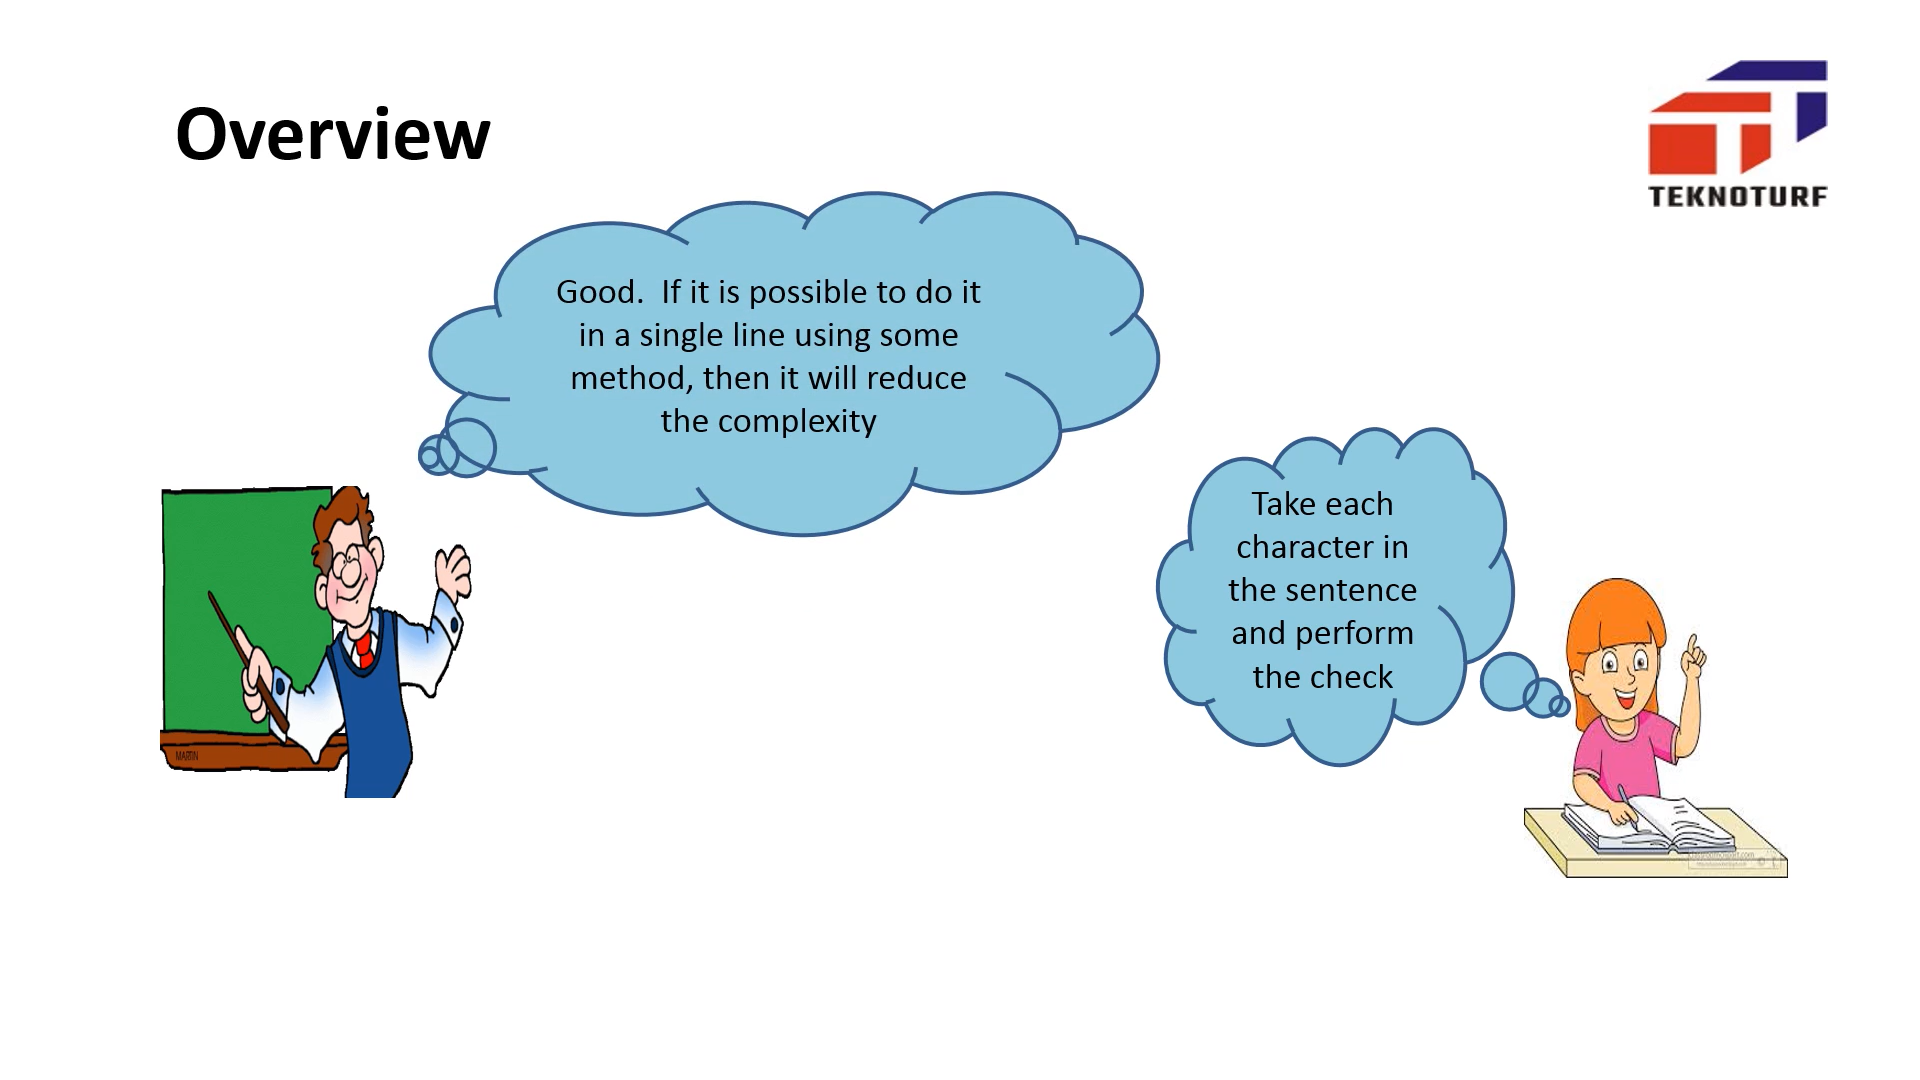 Overview
TEKNOTURF
Good.  If it is possible to do it
in a single line using some
method, then it will reduce
the complexity
Take each
character in
the sentence
and perform
the check
MARTIN